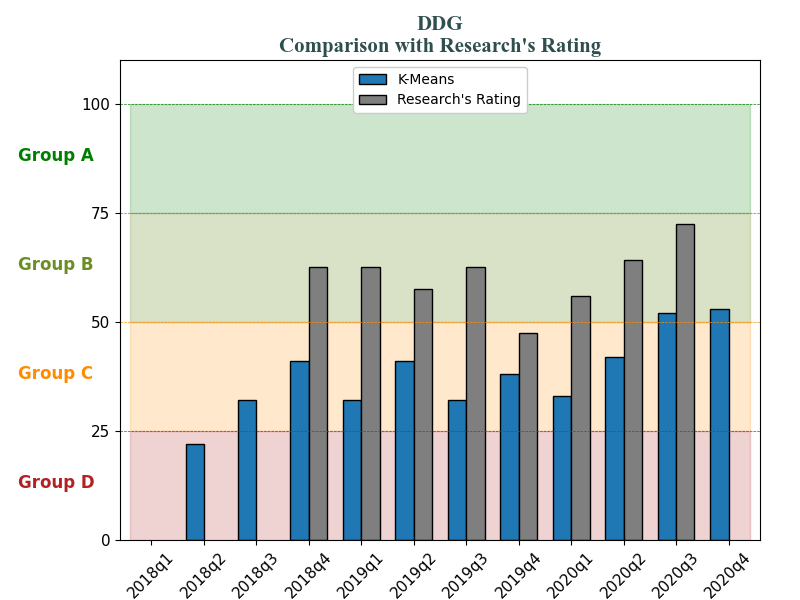 DDG
Comparison with Research's Rating
K-Means
Research's Rating
100
Group A
75
Group B
50
Group C
25
Group D
0
2018q1
2018q2
2018q3
2018q4
2019q1
2019q2
2019q3
2019q4
2020q1
2020q2
2020q3
2020q4